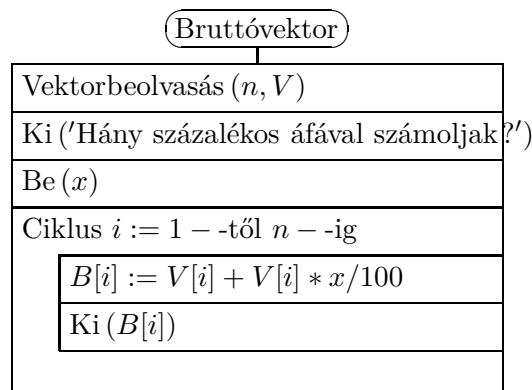 Bruttóvektor
Vektorbeolvasás (n, V)
Ki ('Hány százalékos áfával számoljak?')
Be (x)
Ciklus i := 1 − -től n − -ig
B[i] := V[i] + V[i] ∗ x/100
Ki (B[i])